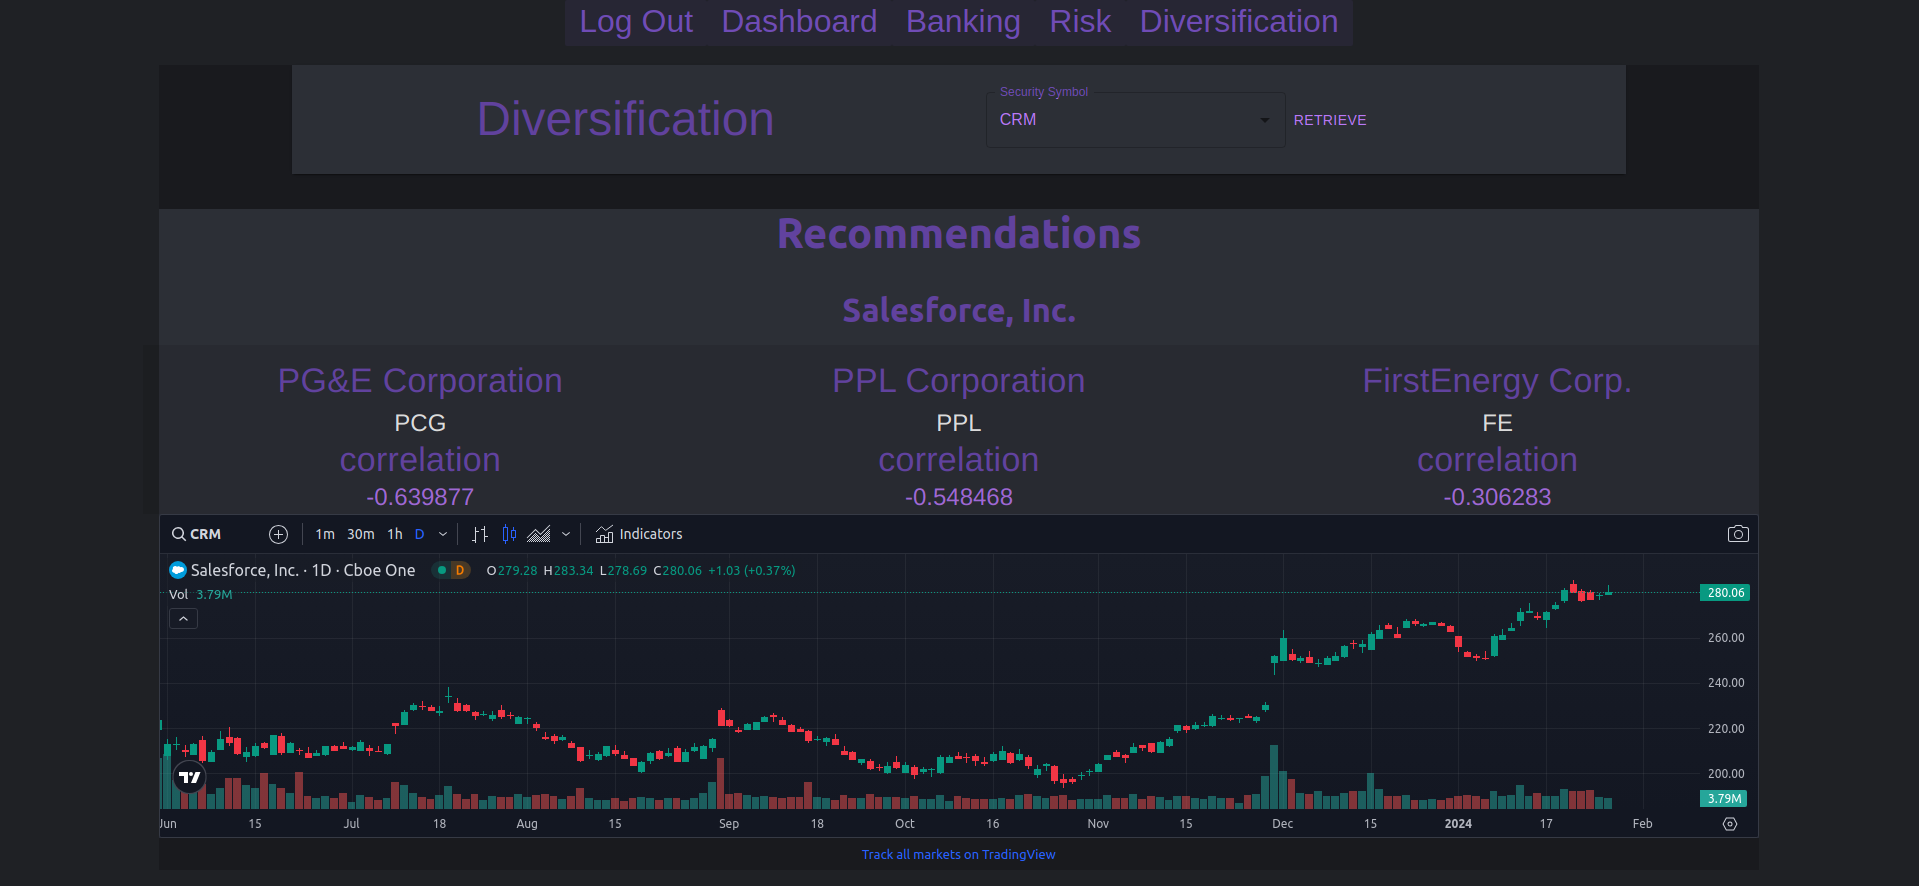 Log Out Dashboard Banking Risk Diversification
Security Symbol
Diversification CRM RETRIEVE
Recommendations
Salesforce, Inc.
PG&E Corporation PPL Corporation FirstEnergy Corp.
PCG PPL FE
correlation correlation correlation
-0.639877 -0.548468 -0.306283
CRM 1m 30m 1h D Indicators
Salesforce, Inc. · 1D · Cboe One D O279.28 H283.34 L278.69 C280.06 +1.03 (+0.37%)
Vol 3.79M
280.06
260.00
240.00
220.00
200.00
3.79M
Jun 15 Jul 18 Aug 15 Sep 18 Oct 16 Nov 15 Dec 15 2024 17 Feb
Track all markets on TradingView